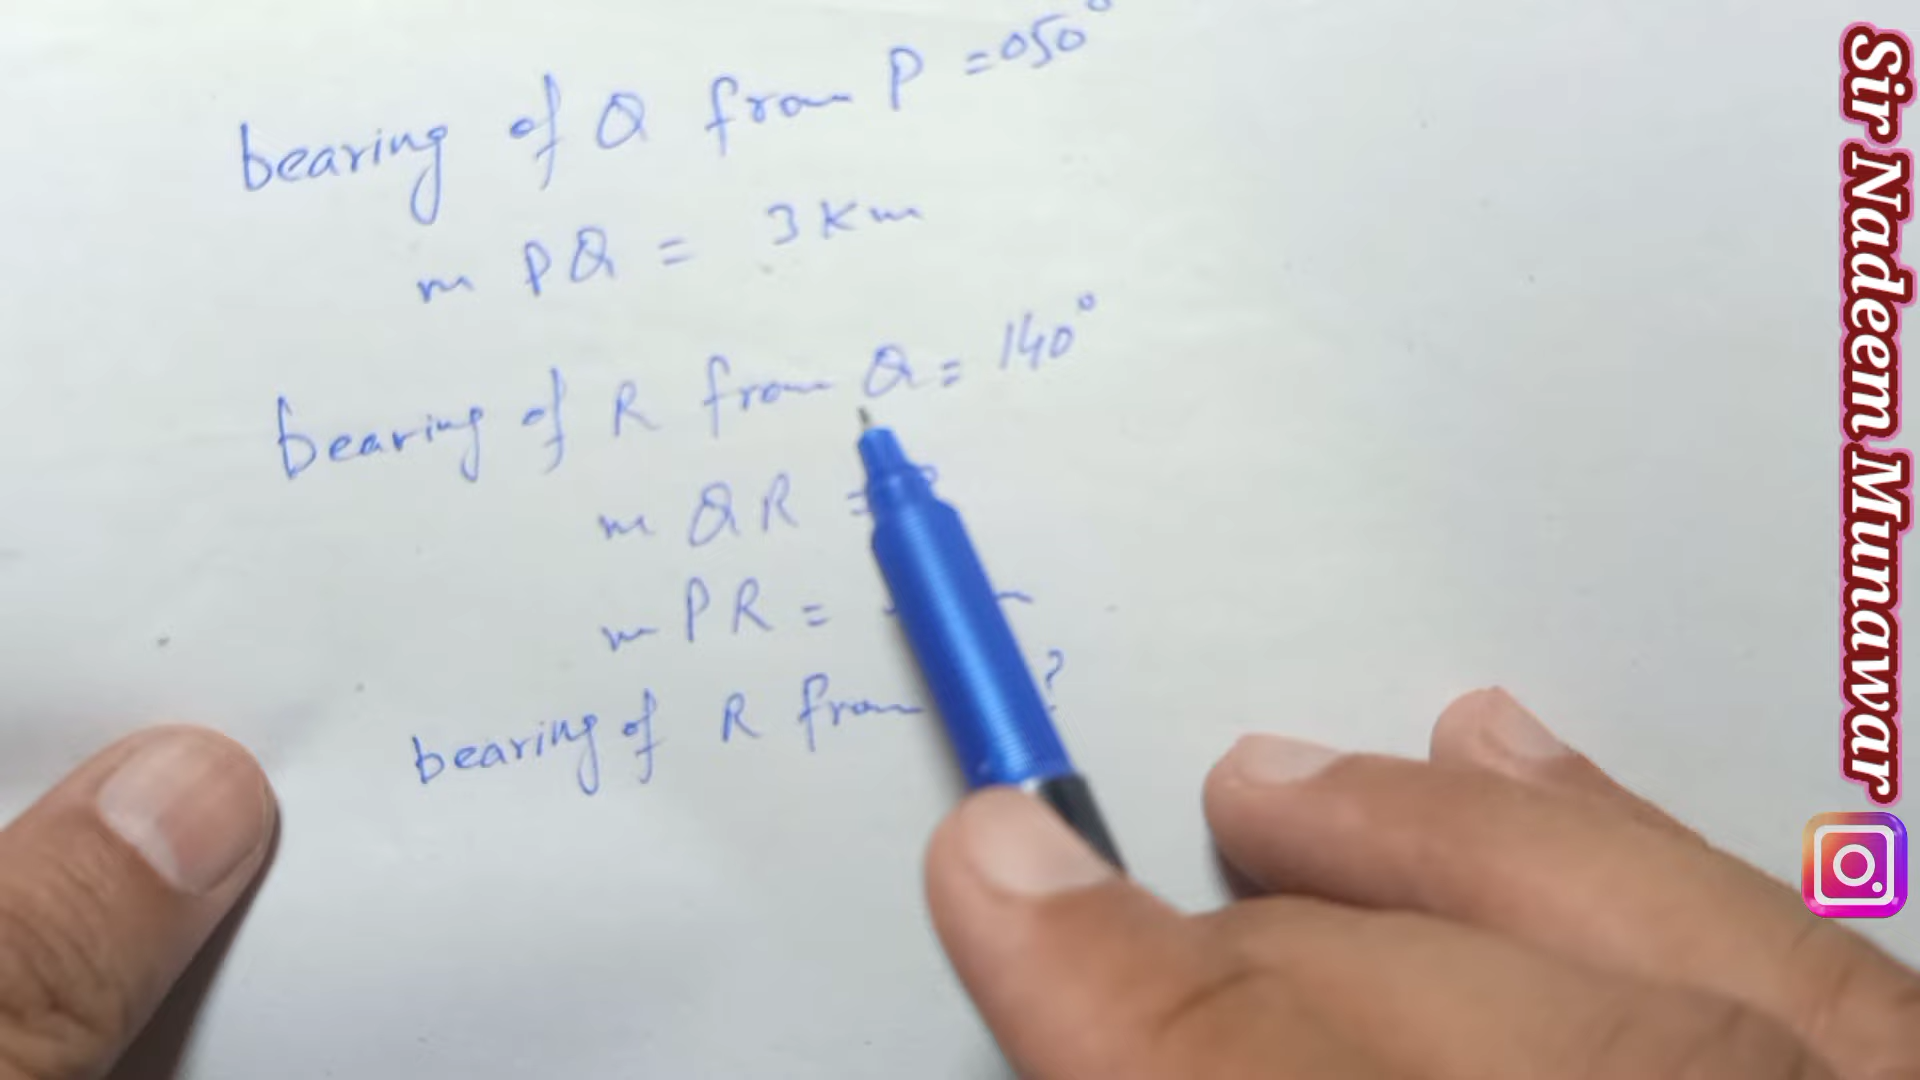 bearing of Q from P = 050°
m PQ = 3 Km
bearing of R from Q = 140°
m QR =
m PR =
bearing of R from ?
Sir Nadeem Munawar